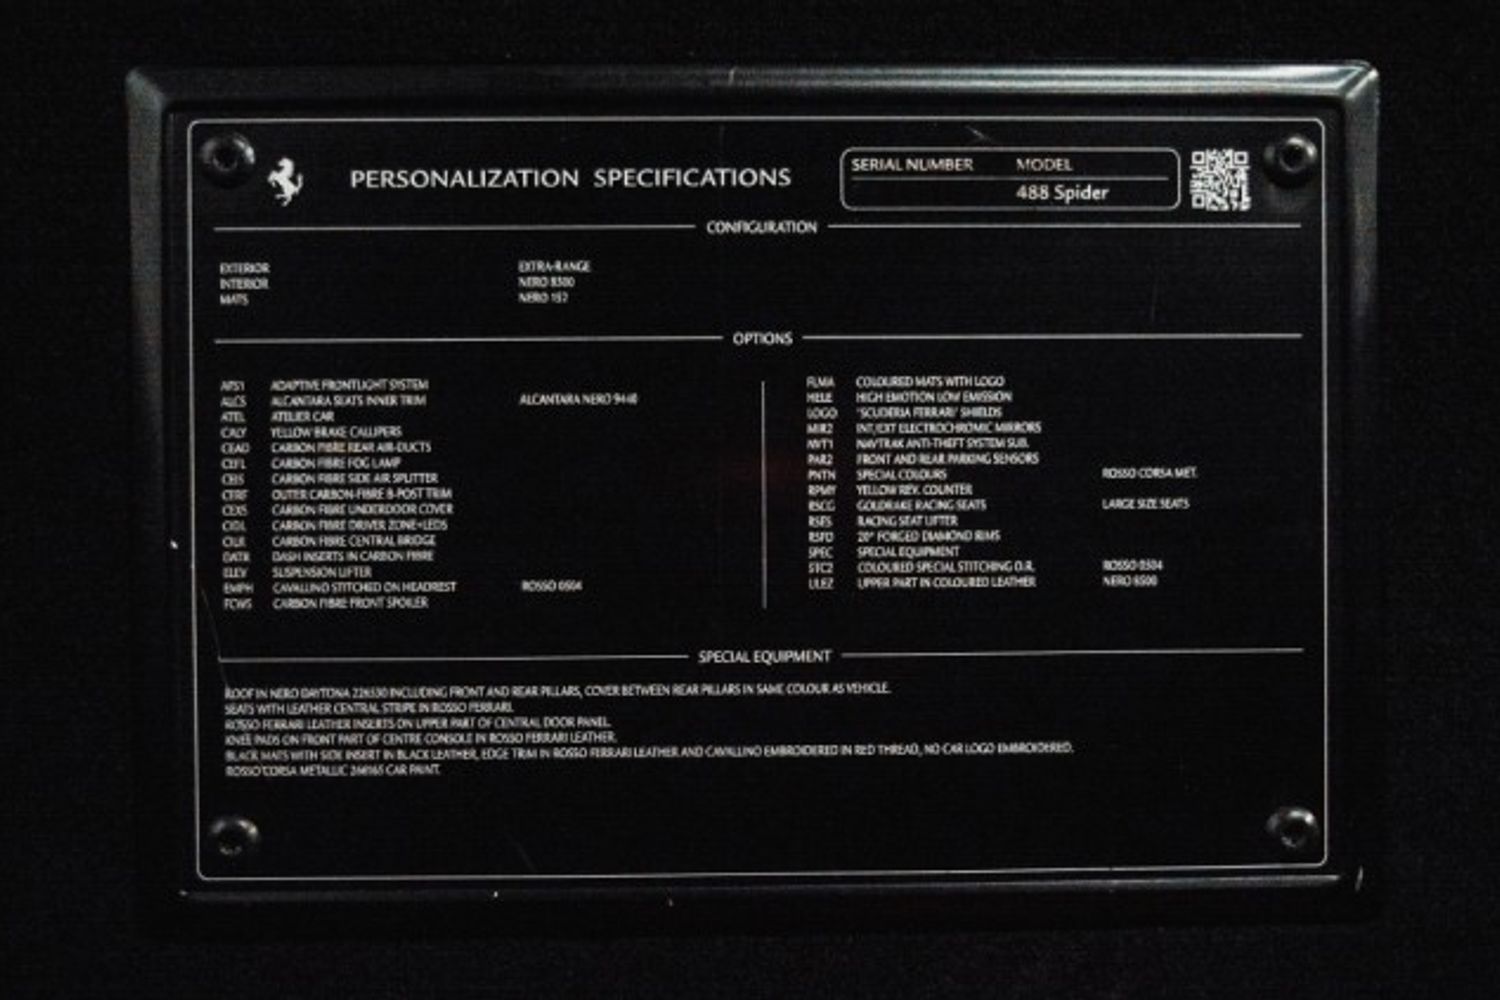 PERSONALIZATION SPECIFICATIONS
SERIAL NUMBER MODEL
488 Spider
CONFIGURATION
EXTERIOR EXTRA-RANGE
INTERIOR NERO 8500
MATS NERO 157
OPTIONS
AFS1 ADAPTIVE FRONTLIGHT SYSTEM
ALCS ALCANTARA SEATS INNER TRIM ALCANTARA NERO 9440
ATEL ATELIER CAR
CALY YELLOW BRAKE CALLIPERS
CEAD CARBON FIBRE REAR AIR-DUCTS
CEFL CARBON FIBRE FOG LAMP
CEIS CARBON FIBRE SIDE AIR SPLITTER
CERF OUTER CARBON-FIBRE B-POST TRIM
CEXS CARBON FIBRE UNDERDOOR COVER
CARBON FIBRE DRIVER ZONE+LEDS
CARBON FIBRE CENTRAL BRIDGE
DASH INSERTS IN CARBON FIBRE
ELEV SUSPENSION LIFTER
EMPH CAVALLINO STITCHED ON HEADREST ROSSO 0504
FCWS CARBON FIBRE FRONT SPOILER
FLMA COLOURED MATS WITH LOGO
HELE HIGH EMOTION LOW EMISSION
LOGO "SCUDERIA FERRARI" SHIELDS
MIR2 INT/EXT ELECTROCHROMIC MIRRORS
NVT1 NAVTRAK ANTI-THEFT SYSTEM SUB.
PAR2 FRONT AND REAR PARKING SENSORS
PNTN SPECIAL COLOURS ROSSO CORSA MET.
RPMY YELLOW REV. COUNTER
RSCG GOLDRAKE RACING SEATS LARGE SIZE SEATS
RSES RACING SEAT LIFTER
RSFD 20" FORGED DIAMOND RIMS
SPEC SPECIAL EQUIPMENT
STC2 COLOURED SPECIAL STITCHING O.R. ROSSO 0504
ULEZ UPPER PART IN COLOURED LEATHER NERO 8500
SPECIAL EQUIPMENT
ROOF IN NERO DAYTONA 226530 INCLUDING FRONT AND REAR PILLARS, COVER BETWEEN REAR PILLARS IN SAME COLOUR AS VEHICLE.
SEATS WITH LEATHER CENTRAL STRIPE IN ROSSO FERRARI.
ROSSO FERRARI LEATHER INSERTS ON UPPER PART OF CENTRAL DOOR PANEL.
KNEE PADS ON FRONT PART OF CENTRE CONSOLE IN ROSSO FERRARI LEATHER.
BLACK MATS WITH SIDE INSERT IN BLACK LEATHER, EDGE TRIM IN ROSSO FERRARI LEATHER AND CAVALLINO EMBROIDERED IN RED THREAD, NO CAR LOGO EMBROIDERED.
ROSSO CORSA METALLIC CAR PAINT.